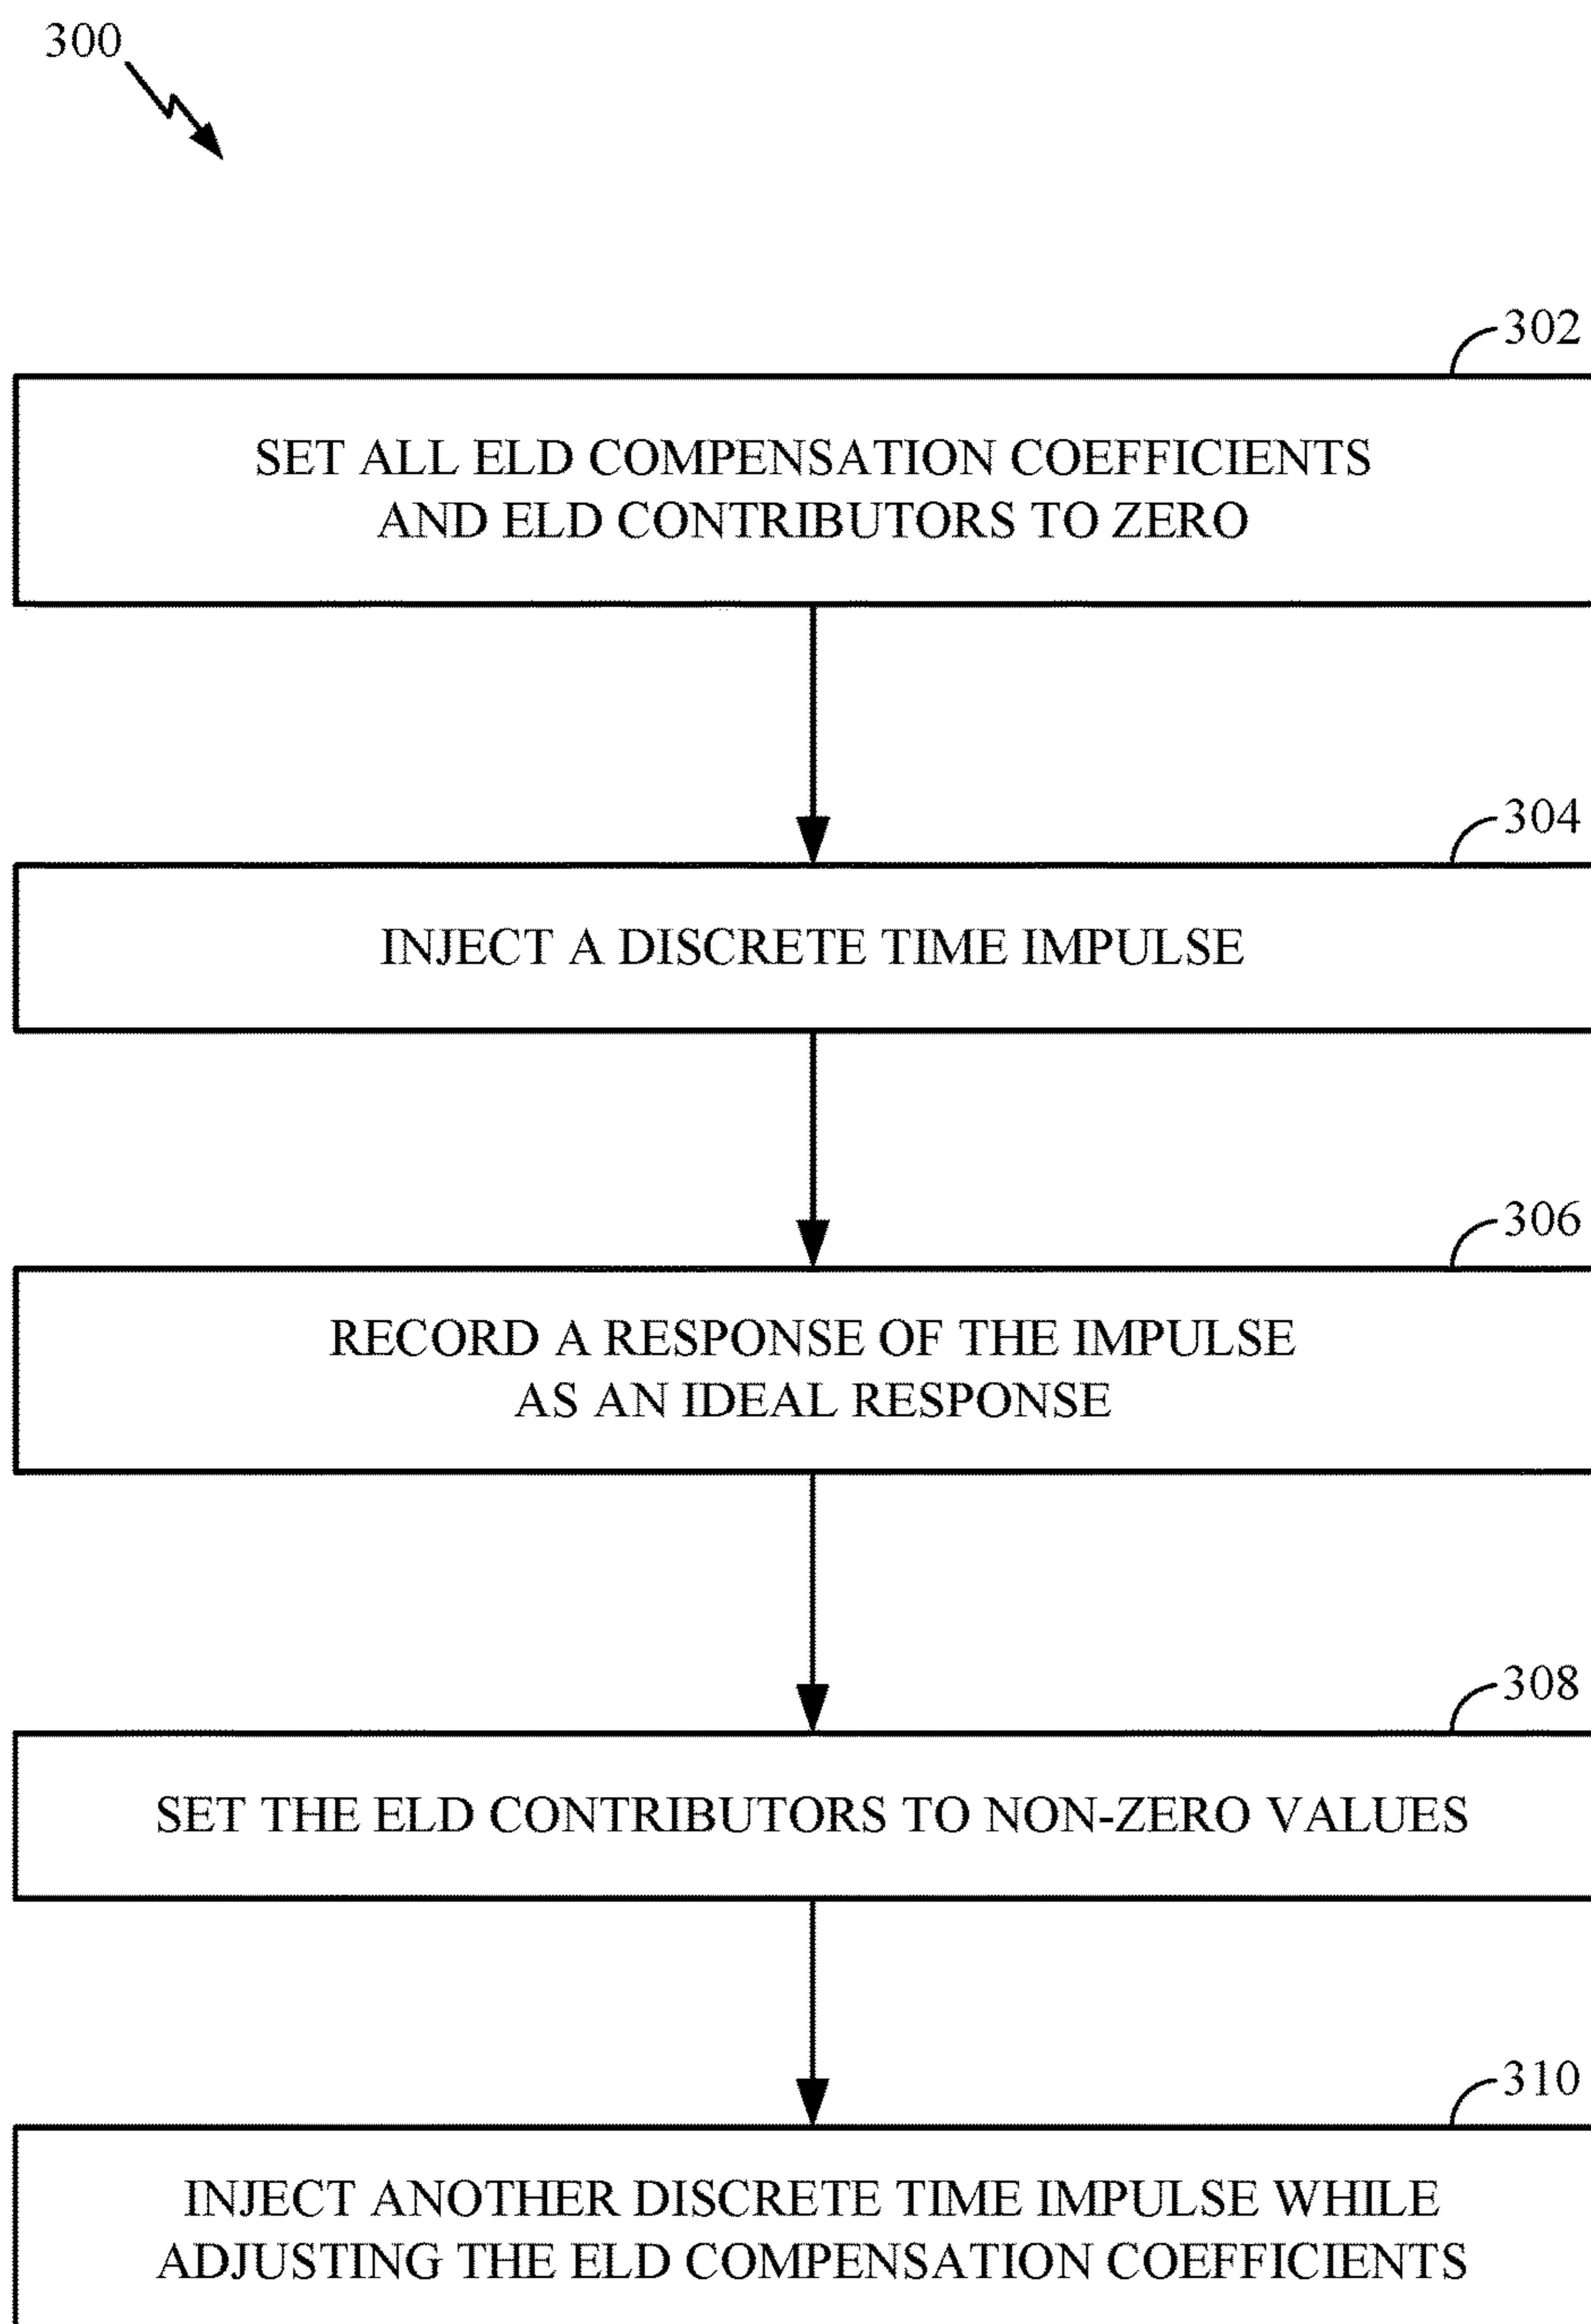 300
302
SET ALL ELD COMPENSATION COEFFICIENTS
AND ELD CONTRIBUTORS TO ZERO
304
INJECT A DISCRETE TIME IMPULSE
306
RECORD A RESPONSE OF THE IMPULSE
AS AN IDEAL RESPONSE
308
SET THE ELD CONTRIBUTORS TO NON-ZERO VALUES
310
INJECT ANOTHER DISCRETE TIME IMPULSE WHILE
ADJUSTING THE ELD COMPENSATION COEFFICIENTS